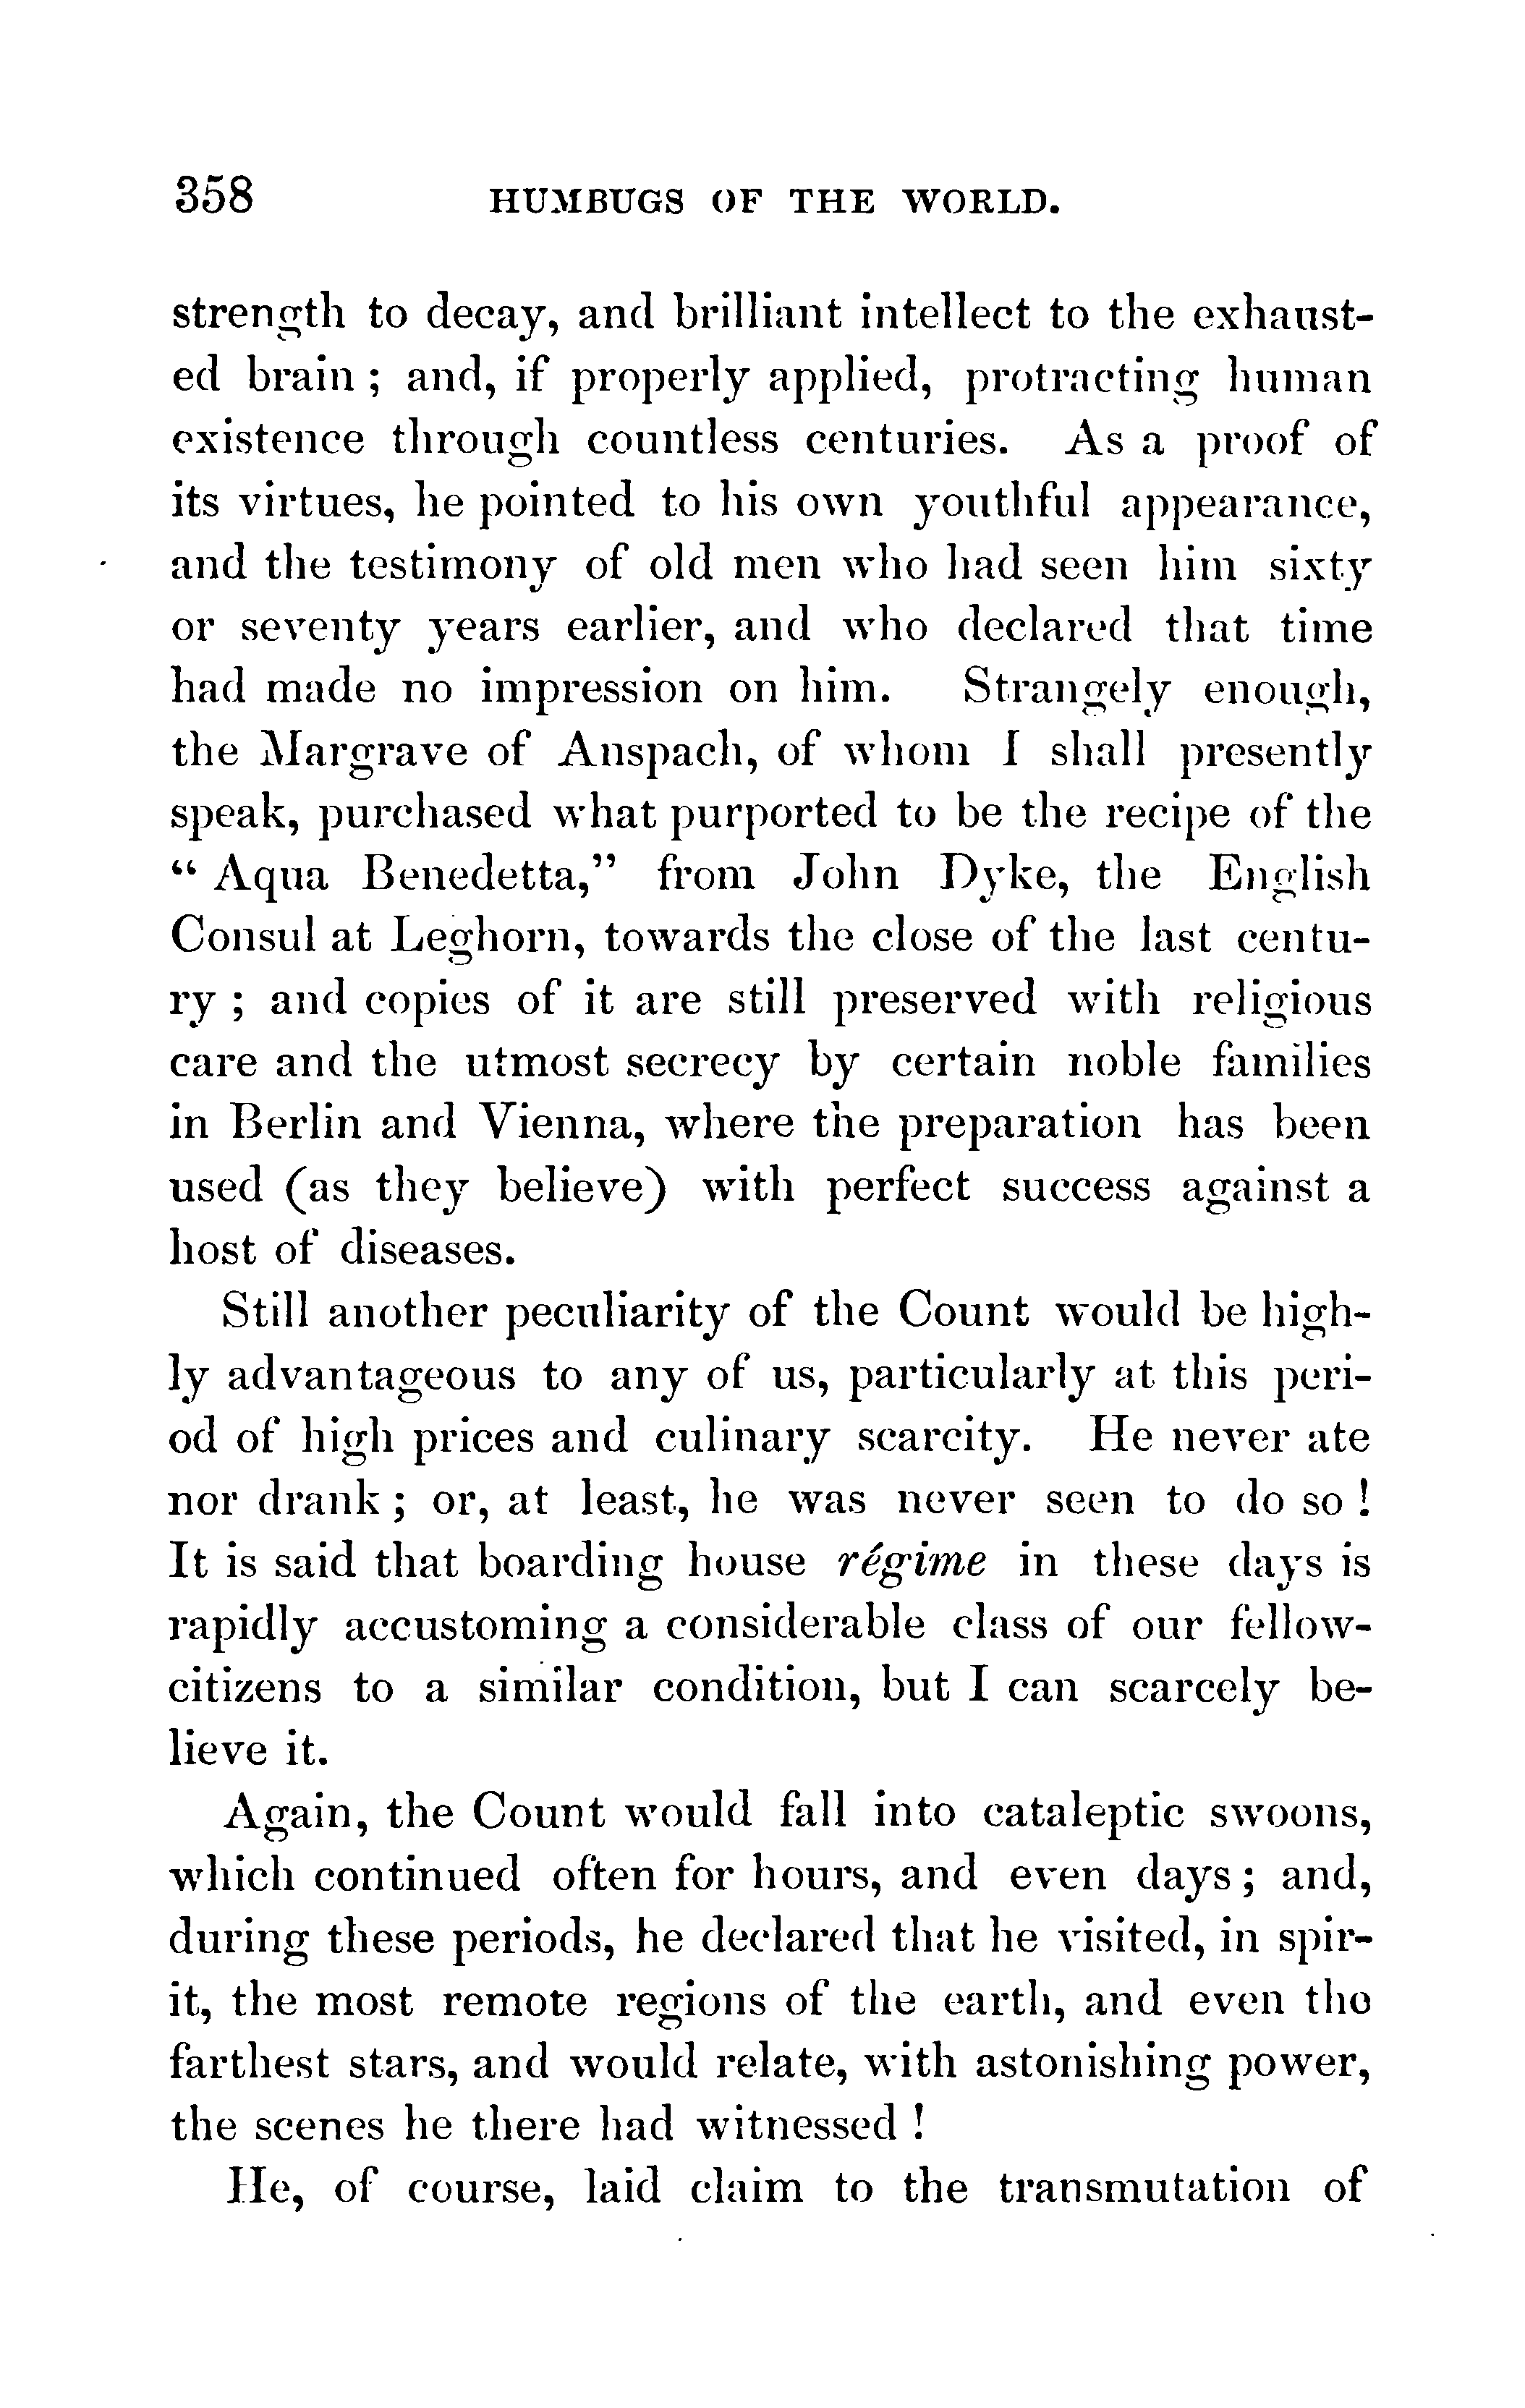 358 HUMBUGS OF THE WORLD.
strength to decay, and brilliant intellect to the exhaust-
ed brain ; and, if properly applied, protracting human
existence through countless centuries. As a proof of
its virtues, he pointed to his own youthful appearance,
and the testimony of old men who had seen him sixty
or seventy years earlier, and who declared that time
had made no impression on him. Strangely enough,
the Margrave of Anspach, of whom I shall presently
speak, purchased what purported to be the recipe of the
“ Aqua Benedetta,” from John Dyke, the English
Consul at Leghorn, towards the close of the last centu-
ry ; and copies of it are still preserved with religious
care and the utmost secrecy by certain noble families
in Berlin and Vienna, where the preparation has been
used (as they believe) with perfect success against a
host of diseases.
Still another peculiarity of the Count would be high-
ly advantageous to any of us, particularly at this peri-
od of high prices and culinary scarcity. He never ate
nor drank ; or, at least, he was never seen to do so !
It is said that boarding house régime in these days is
rapidly accustoming a considerable class of our fellow-
citizens to a similar condition, but I can scarcely be-
lieve it.
Again, the Count would fall into cataleptic swoons,
which continued often for hours, and even days ; and,
during these periods, he declared that he visited, in spir-
it, the most remote regions of the earth, and even the
farthest stars, and would relate, with astonishing power,
the scenes he there had witnessed !
He, of course, laid claim to the transmutation of